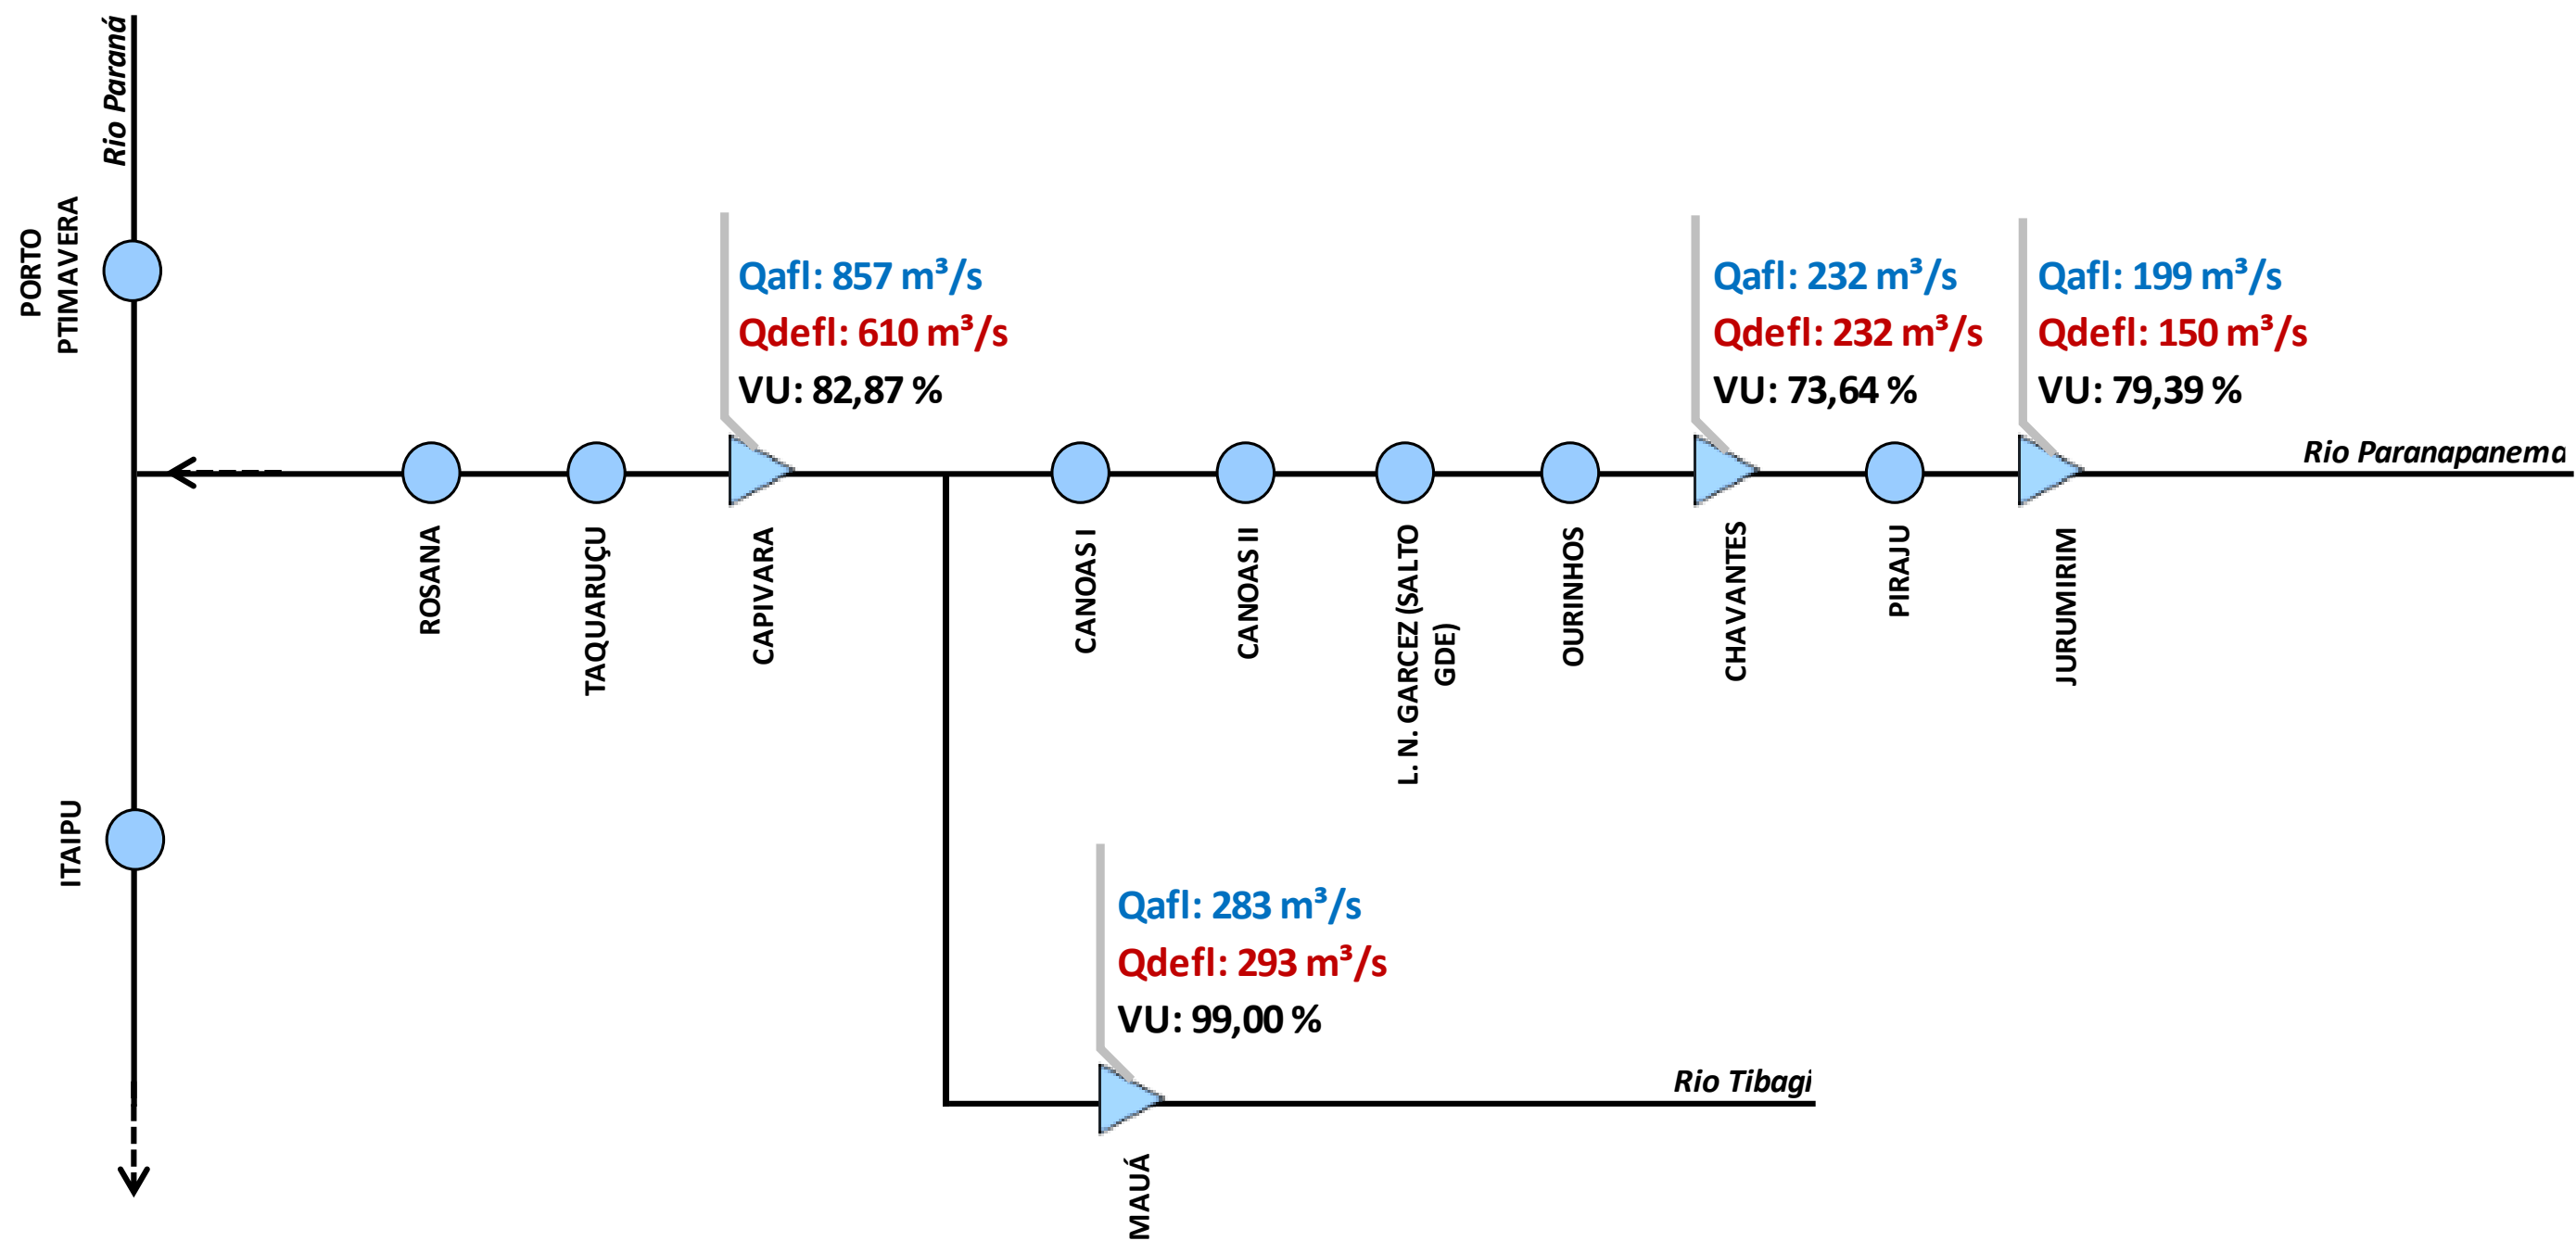 Rio Paraná
PORTO
PTIMAVERA
Qafl: 857 m³/s
Qdefl: 610 m³/s
VU: 82,87 %
Qafl: 232 m³/s
Qdefl: 232 m³/s
VU: 73,64 %
Qafl: 199 m³/s
Qdefl: 150 m³/s
VU: 79,39 %
Rio Paranapanema
ROSANA
TAQUARUÇU
CAPIVARA
CANOAS I
CANOAS II
L. N. GARCEZ (SALTO
GDE)
OURINHOS
CHAVANTES
PIRAJU
JURUMIRIM
ITAIPU
Qafl: 283 m³/s
Qdefl: 293 m³/s
VU: 99,00 %
Rio Tibagi
MAUÁ